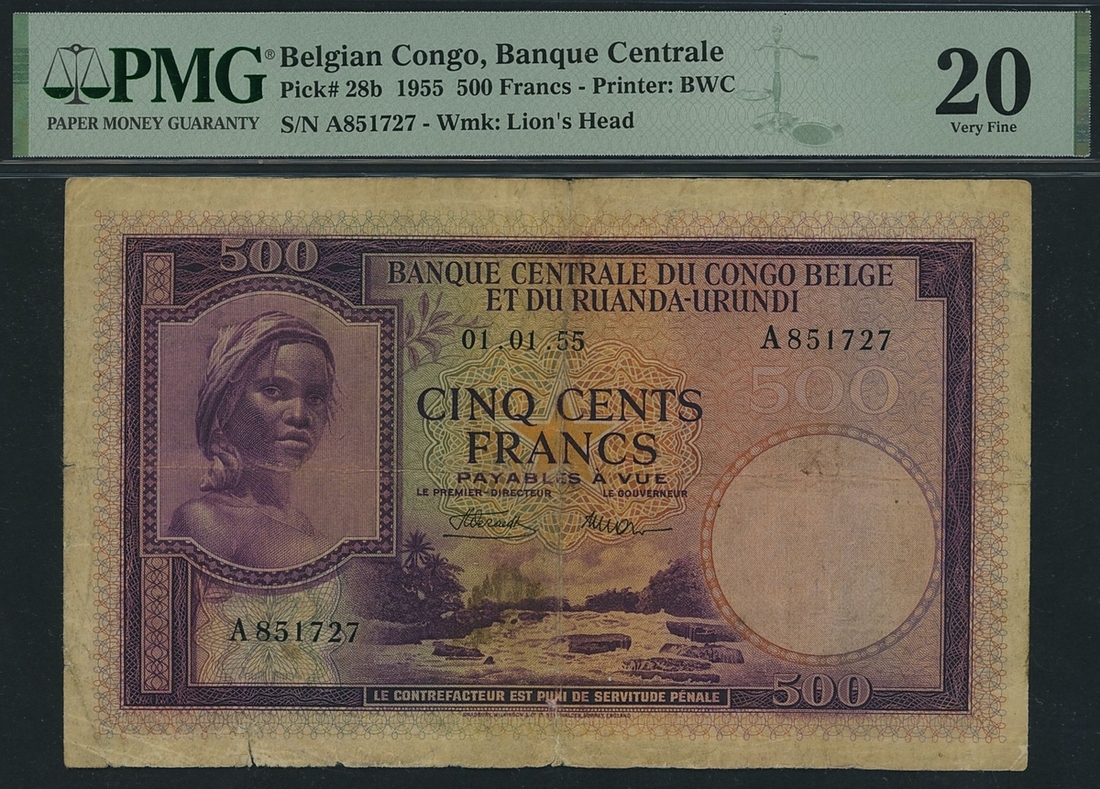 PMG®
PAPER MONEY GUARANTY
Belgian Congo, Banque Centrale
Pick# 28b 1955 500 Francs - Printer: BWC
S/N A851727 - Wmk: Lion's Head
20
Very Fine
500
BANQUE CENTRALE DU CONGO BELGE
ET DU RUANDA-URUNDI
01.01.55
A851727
500
CINQ CENTS
FRANCS
PAYABLES À VUE
LE PREMIER-DIRECTEUR
LE GOUVERNEUR
A851727
LE CONTREFACTEUR EST PUNI DE SERVITUDE PÉNALE
500